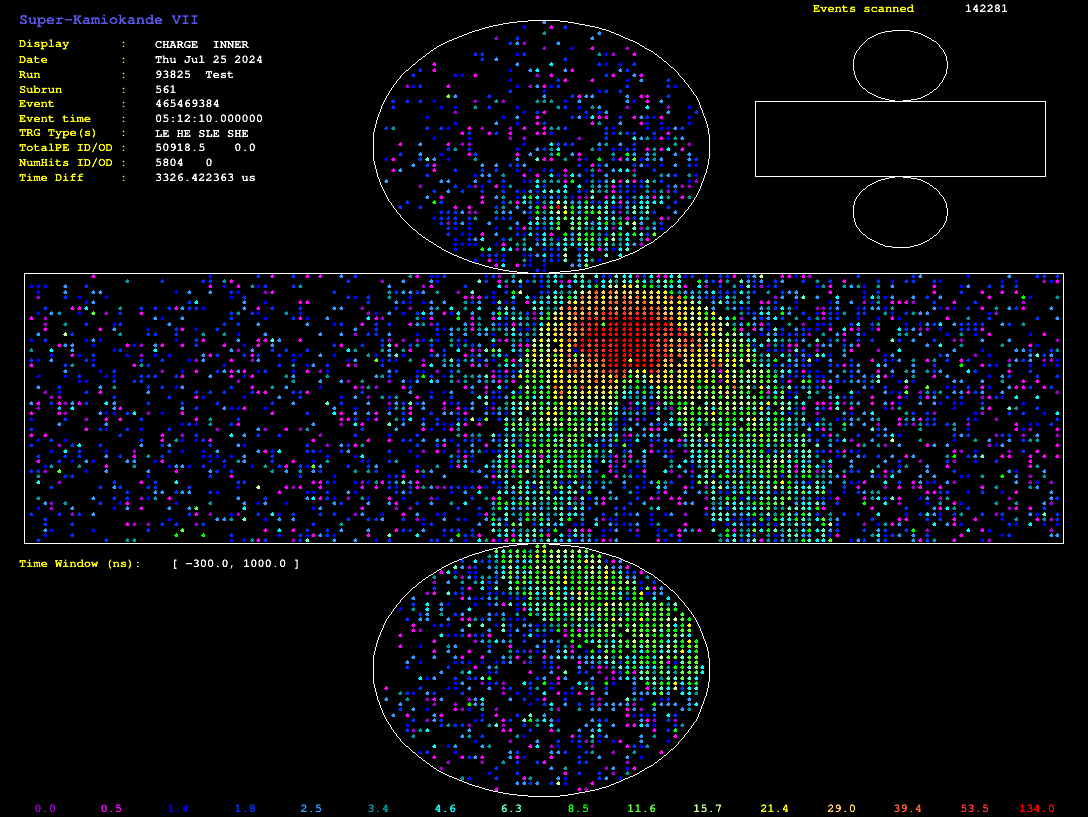 Super-Kamiokande VII
Events scanned 142281
Display : CHARGE INNER
Date : Thu Jul 25 2024
Run : 93825 Test
Subrun : 561
Event : 465469384
Event time : 05:12:10.000000
TRG Type(s) : LE HE SLE SHE
TotalPE ID/OD : 50918.5 0.0
NumHits ID/OD : 5804 0
Time Diff : 3326.422363 us
Time Window (ns): [ -300.0, 1000.0 ]
0.0 0.5 1.4 1.8 2.5 3.4 4.6 6.3 8.5 11.6 15.7 21.4 29.0 39.4 53.5 134.0